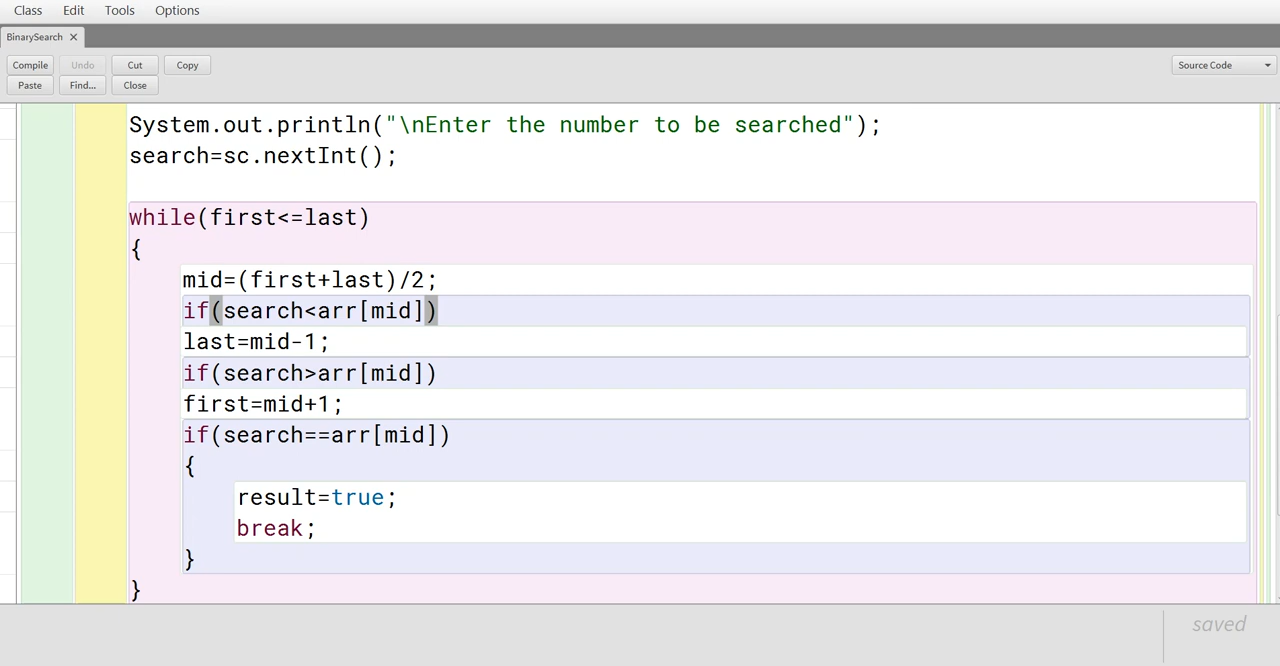 Class Edit Tools Options
BinarySearch ✕
Compile Undo Cut Copy Source Code
Paste Find... Close
System.out.println("\nEnter the number to be searched");
search=sc.nextInt();
while(first<=last)
{
mid=(first+last)/2;
if(search<arr[mid])
last=mid-1;
if(search>arr[mid])
first=mid+1;
if(search==arr[mid])
{
result=true;
break;
}
}
saved